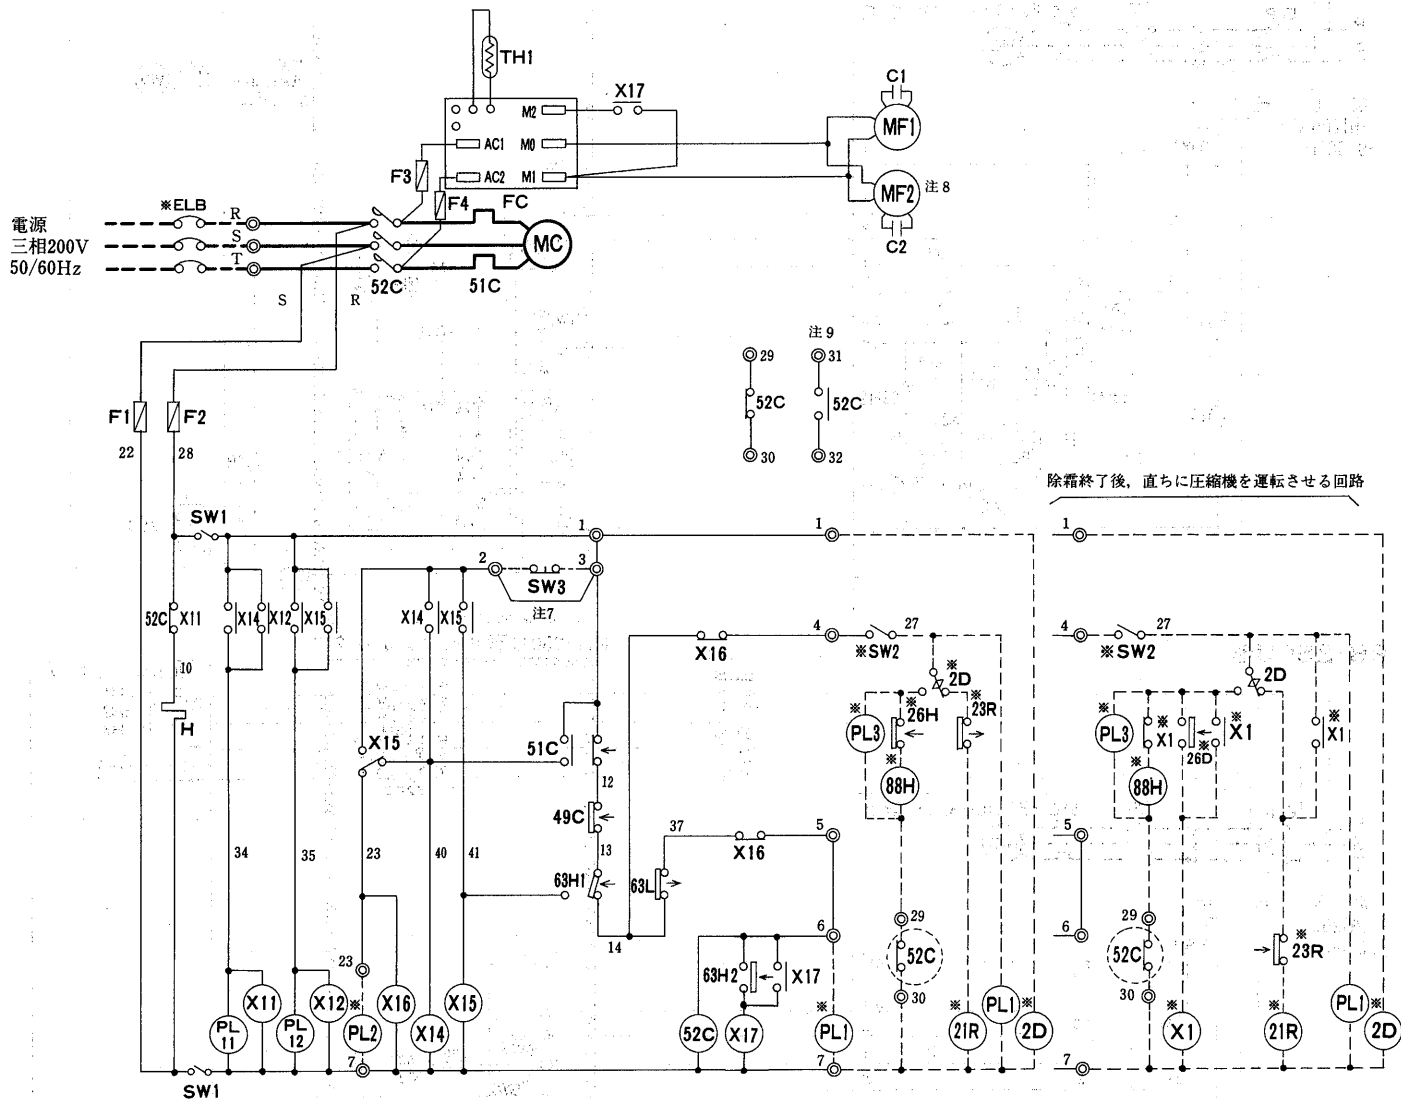 TH1
C1
X17
M2
MF1
AC1
M0
F3
AC2
M1
MF2
注8
F4
FC
※ELB
R
C2
電源
三相200V
50/60Hz
S
T
MC
52C
51C
S
R
注9
29
31
52C
52C
F1
F2
22
28
30
32
除霜終了後，直ちに圧縮機を運転させる回路
SW1
1
1
1
2
3
SW3
注7
52C
X11
X14
X12
X15
X14
X15
4
27
※SW2
X16
4
27
※SW2
10
※
2D
2D
H
※
※
26H
23R
※
PL3
※
PL3
※
X1
※
X1
26D
※
X1
X15
51C
12
※
88H
※
88H
49C
37
5
5
34
35
23
40
41
13
X16
63H1
63L
14
6
29
6
29
52C
52C
※
23R
23
63H2
X17
30
30
X11
X12
※
X16
X15
PL
11
PL
12
PL2
X14
52C
X17
※
PL1
※
21R
PL1
※
2D
※
X1
※
21R
PL1
※
2D
7
7
7
SW1